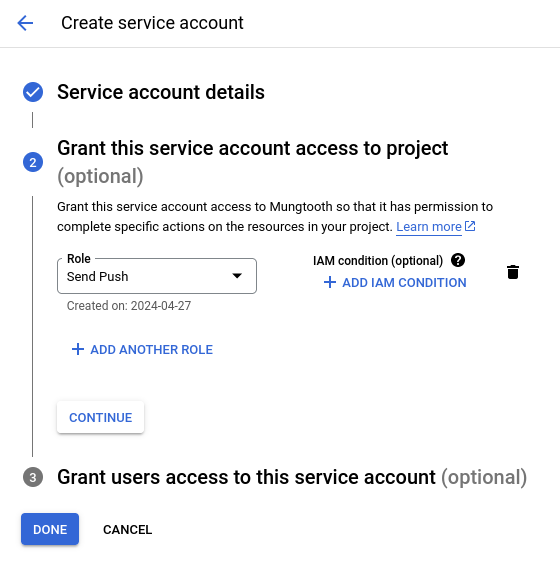 Create service account
Service account details
2
Grant this service account access to project
(optional)
Grant this service account access to Mungtooth so that it has permission to
complete specific actions on the resources in your project. Learn more
Role
Send Push
IAM condition (optional) ?
ADD IAM CONDITION
Created on: 2024-04-27
ADD ANOTHER ROLE
CONTINUE
3
Grant users access to this service account (optional)
DONE
CANCEL